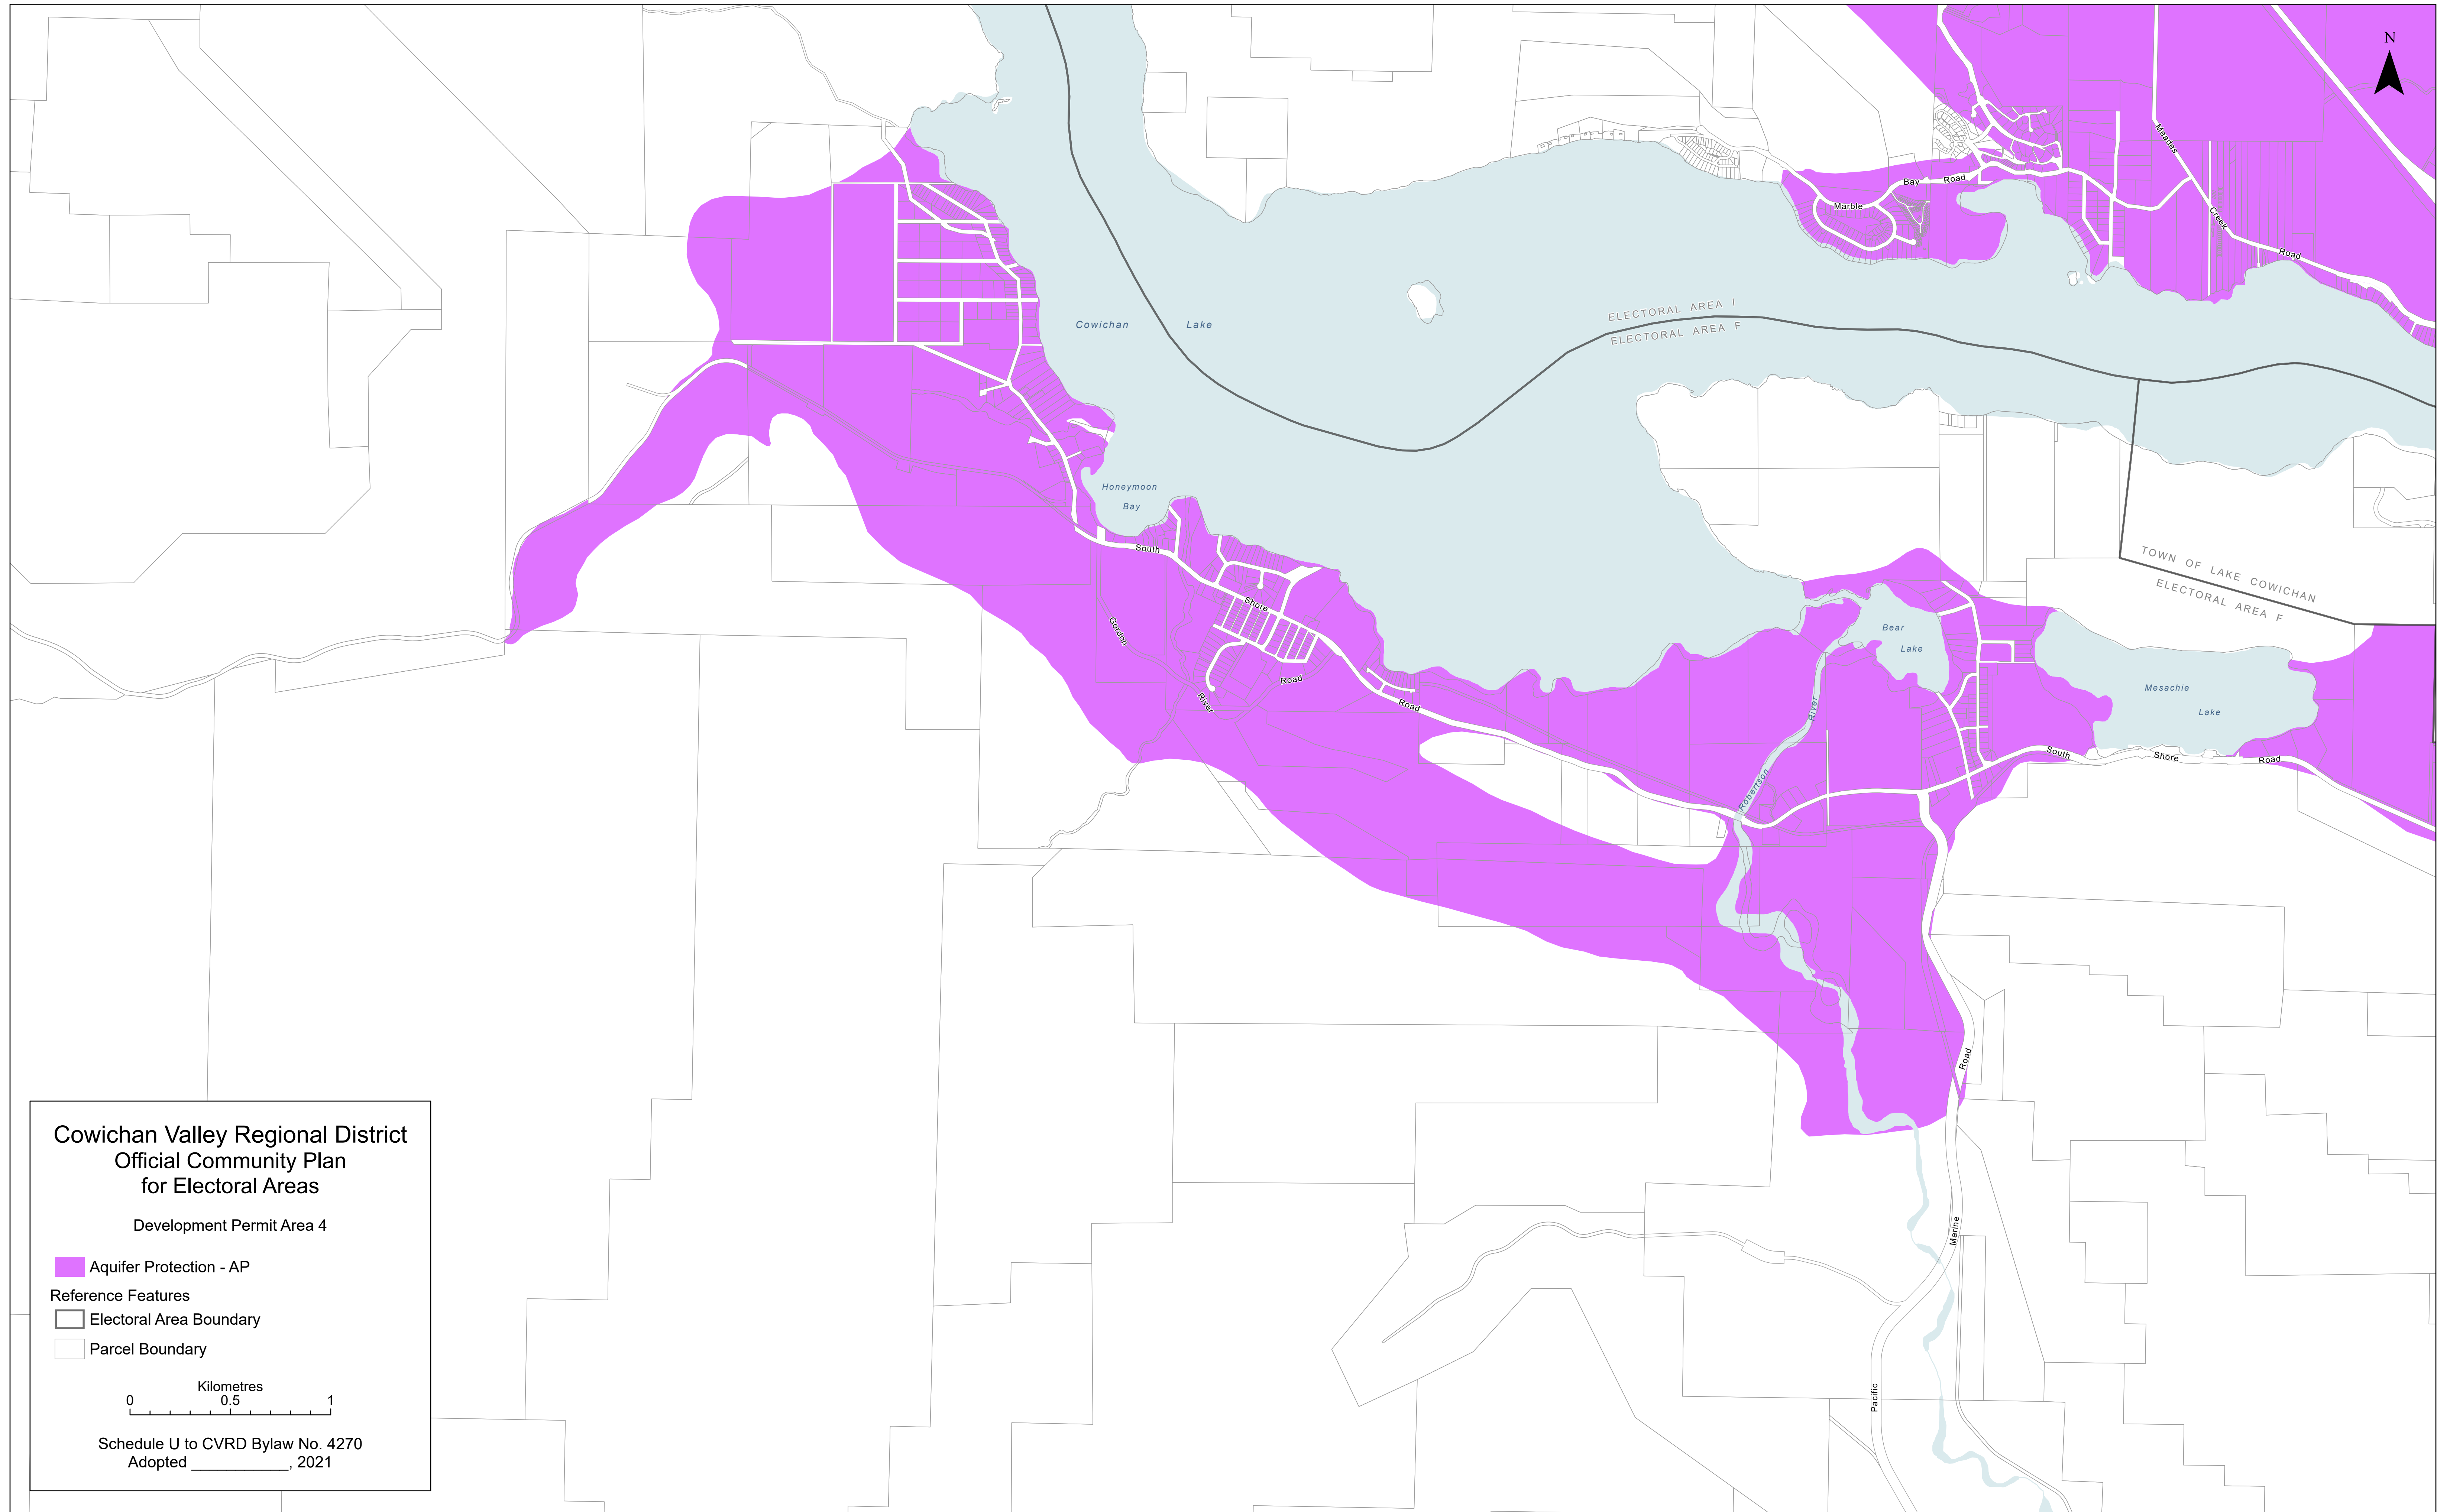 N
Meades
Creek
Road
Bay Road
Marble
ELECTORAL AREA I
ELECTORAL AREA F
Cowichan Lake
Honeymoon
Bay
South
Shore
Road
Gordon
River
Road
Bear
Lake
River
Robertson
Mesachie
Lake
South Shore Road
TOWN OF LAKE COWICHAN
ELECTORAL AREA F
Road
Marine
Pacific
Cowichan Valley Regional District
Official Community Plan
for Electoral Areas
Development Permit Area 4
Aquifer Protection - AP
Reference Features
Electoral Area Boundary
Parcel Boundary
Kilometres
0 0.5 1
Schedule U to CVRD Bylaw No. 4270
Adopted ___________, 2021